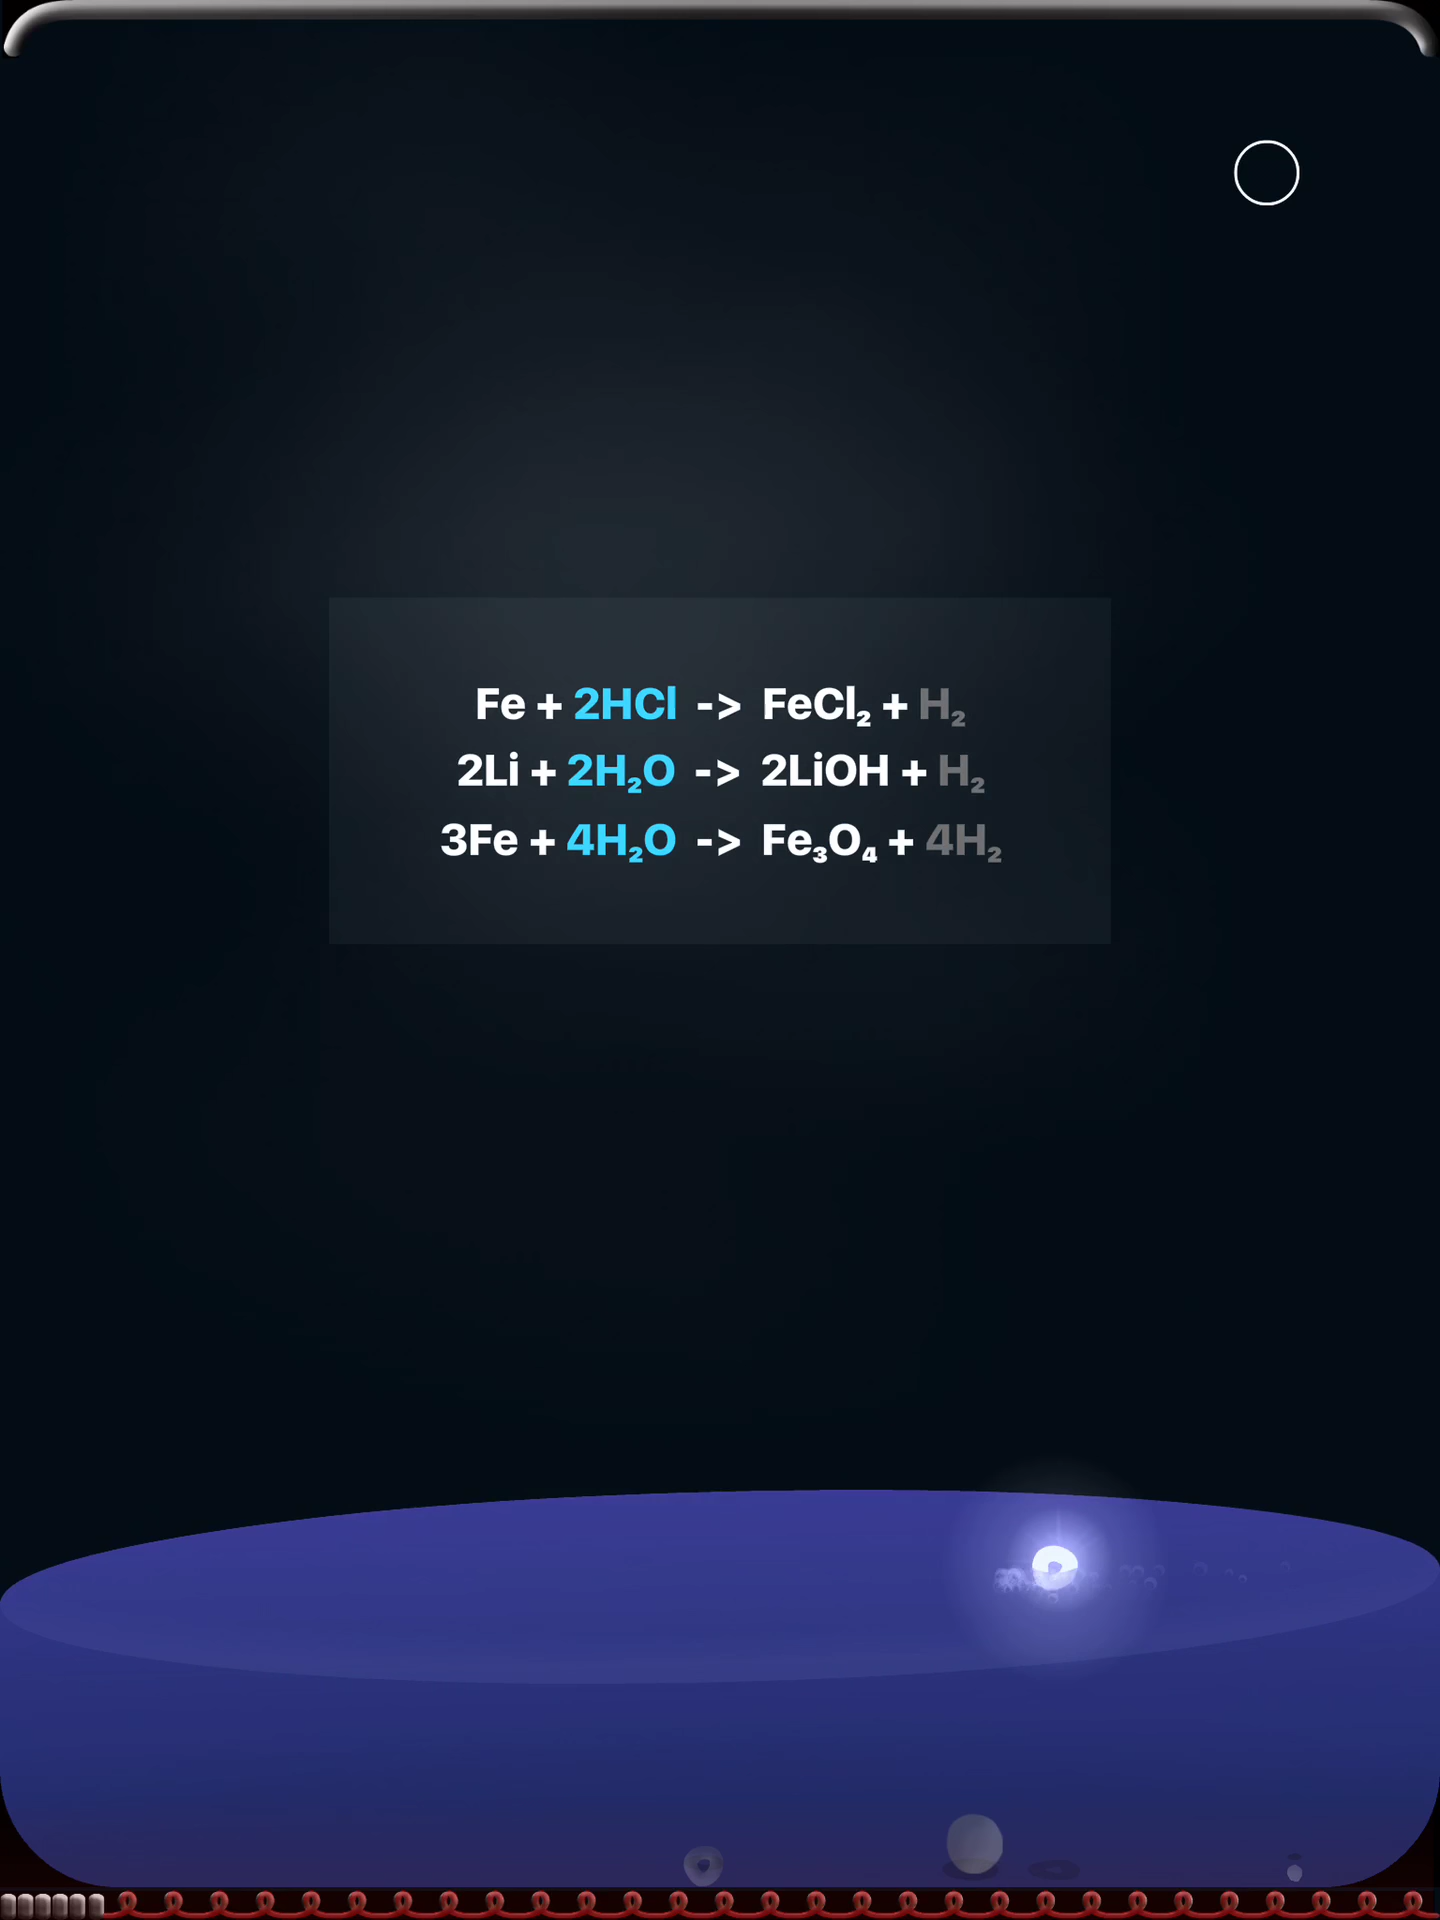 Fe + 2HCl -> FeCl₂ + H₂
2Li + 2H₂O -> 2LiOH + H₂
3Fe + 4H₂O -> Fe₃O₄ + 4H₂